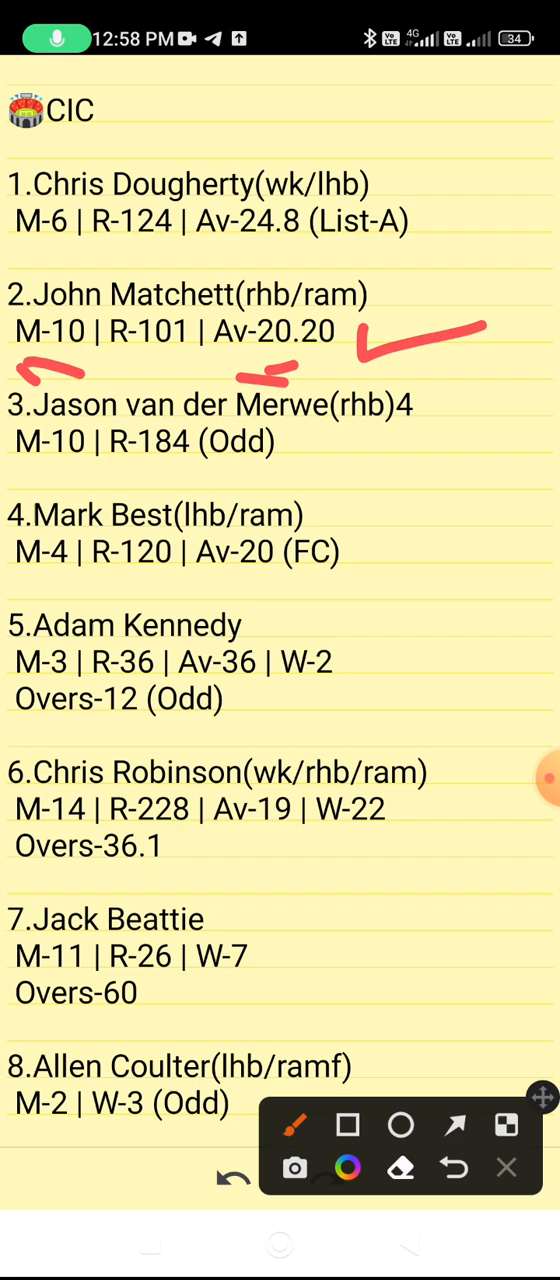 12:58 PM
4G
34
CIC
1.Chris Dougherty(wk/lhb)
M-6 | R-124 | Av-24.8 (List-A)
2.John Matchett(rhb/ram)
M-10 | R-101 | Av-20.20
3.Jason van der Merwe(rhb)4
M-10 | R-184 (Odd)
4.Mark Best(lhb/ram)
M-4 | R-120 | Av-20 (FC)
5.Adam Kennedy
M-3 | R-36 | Av-36 | W-2
Overs-12 (Odd)
6.Chris Robinson(wk/rhb/ram)
M-14 | R-228 | Av-19 | W-22
Overs-36.1
7.Jack Beattie
M-11 | R-26 | W-7
Overs-60
8.Allen Coulter(lhb/ramf)
M-2 | W-3 (Odd)